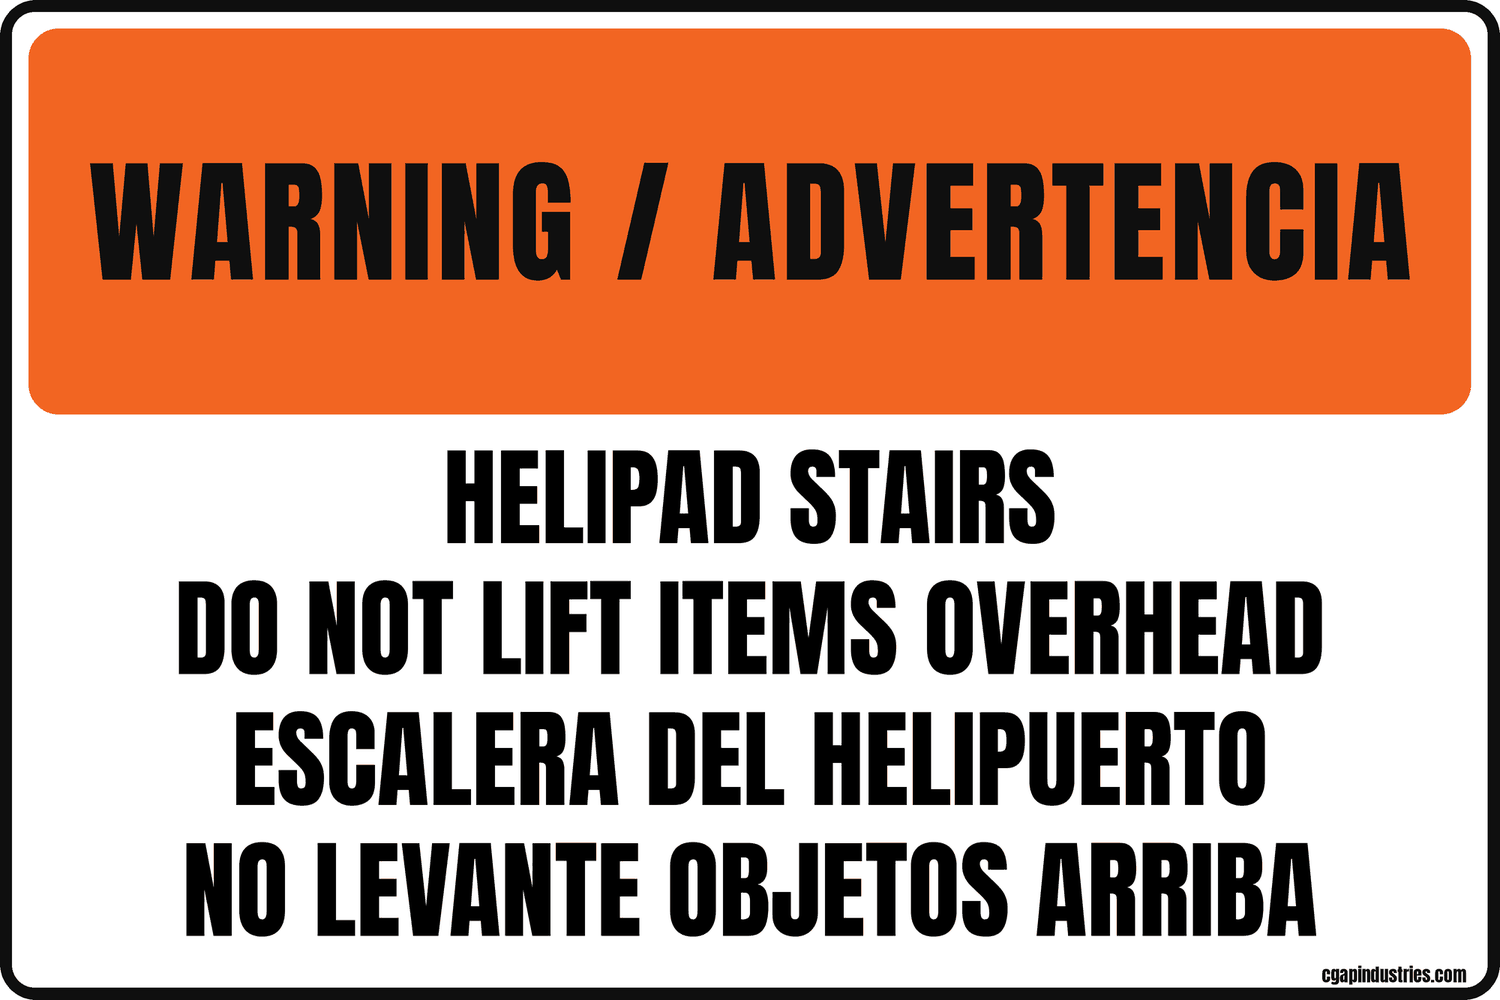 WARNING / ADVERTENCIA
HELIPAD STAIRS
DO NOT LIFT ITEMS OVERHEAD
ESCALERA DEL HELIPUERTO
NO LEVANTE OBJETOS ARRIBA
cgapindustries.com